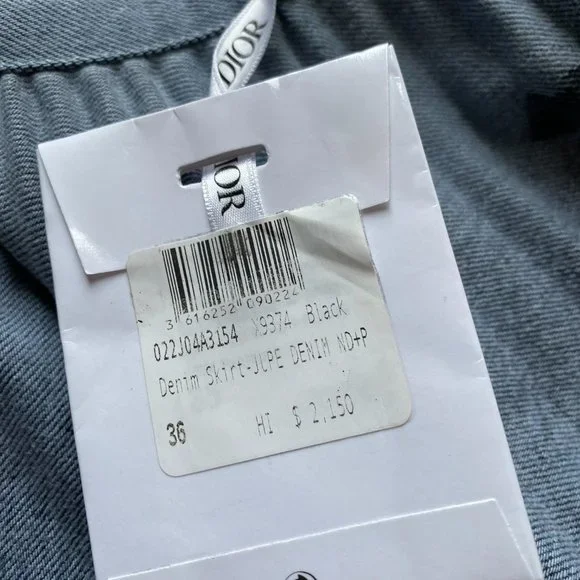 DIOR
DIOR
3 616252 090224
022J04A3154 X9374 Black
Denim Skirt-JUPE DENIM ND+P
36 HI $ 2,150